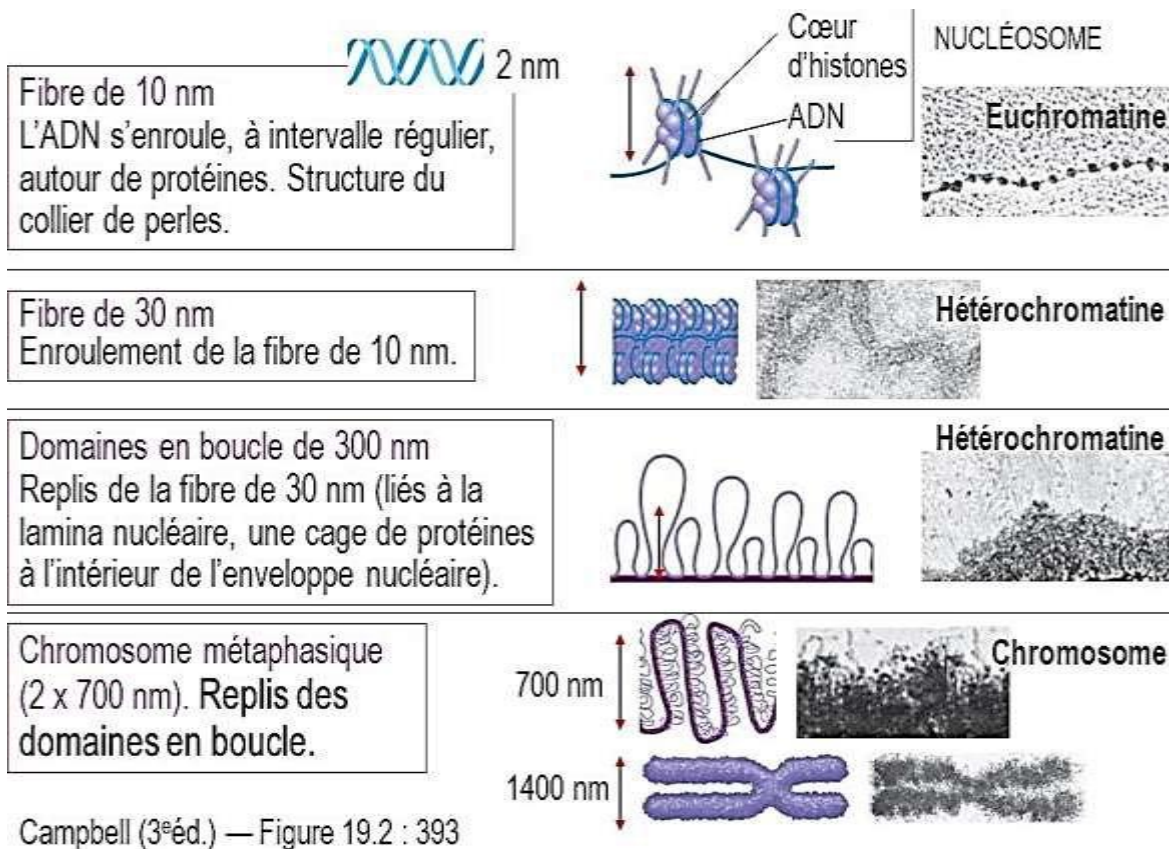 2 nm
Fibre de 10 nm
L'ADN s'enroule, à intervalle régulier,
autour de protéines. Structure du
collier de perles.
Cœur
d'histones
ADN
NUCLÉOSOME
Euchromatine
Fibre de 30 nm
Enroulement de la fibre de 10 nm.
Hétérochromatine
Domaines en boucle de 300 nm
Replis de la fibre de 30 nm (liés à la
lamina nucléaire, une cage de protéines
à l'intérieur de l'enveloppe nucléaire).
Hétérochromatine
Chromosome métaphasique
(2 x 700 nm). Replis des
domaines en boucle.
700 nm
Chromosome
1400 nm
Campbell (3eéd.) — Figure 19.2 : 393